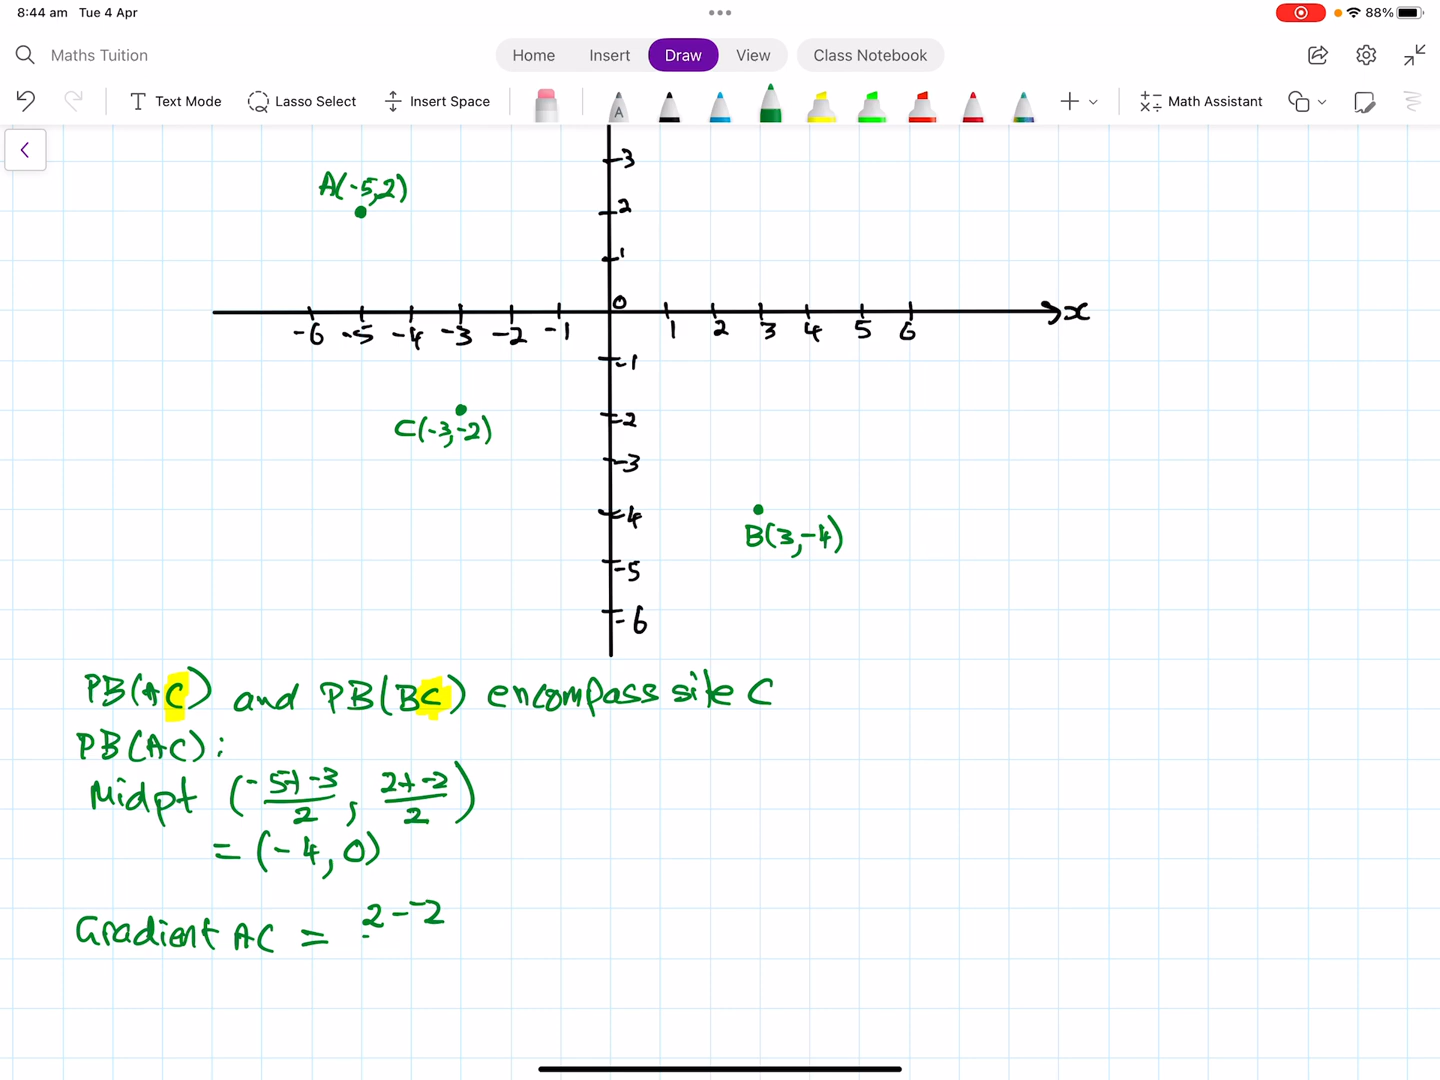 8:44 am Tue 4 Apr
88%
Maths Tuition
Home Insert Draw View Class Notebook
Text Mode Lasso Select Insert Space A + Math Assistant
3
A(-5,2)
2
1
0
x
-6 -5 -4 -3 -2 -1 1 2 3 4 5 6
-1
-2
C(-3,-2)
-3
-4
B(3,-4)
-5
-6
PB(AC) and PB(BC) encompass site C
PB(AC):
Midpt (-5+-3/2, 2+-2/2)
= (-4,0)
Gradient AC = 2--2